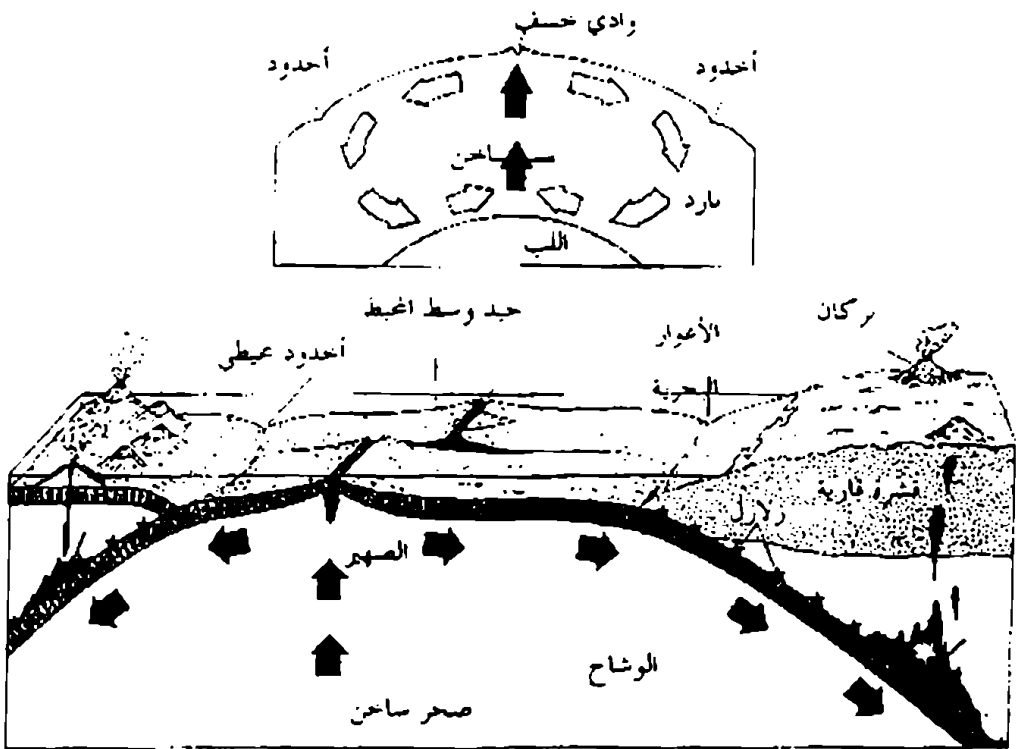 وادي خسف
أخدود
أخدود
ساخن
بارد
اللب
حيد وسط المحيط
بركان
الأغوار
البحرية
أخدود محيطي
قشرة قارية
زلازل
الصهير
الوشاح
صخر ساخن